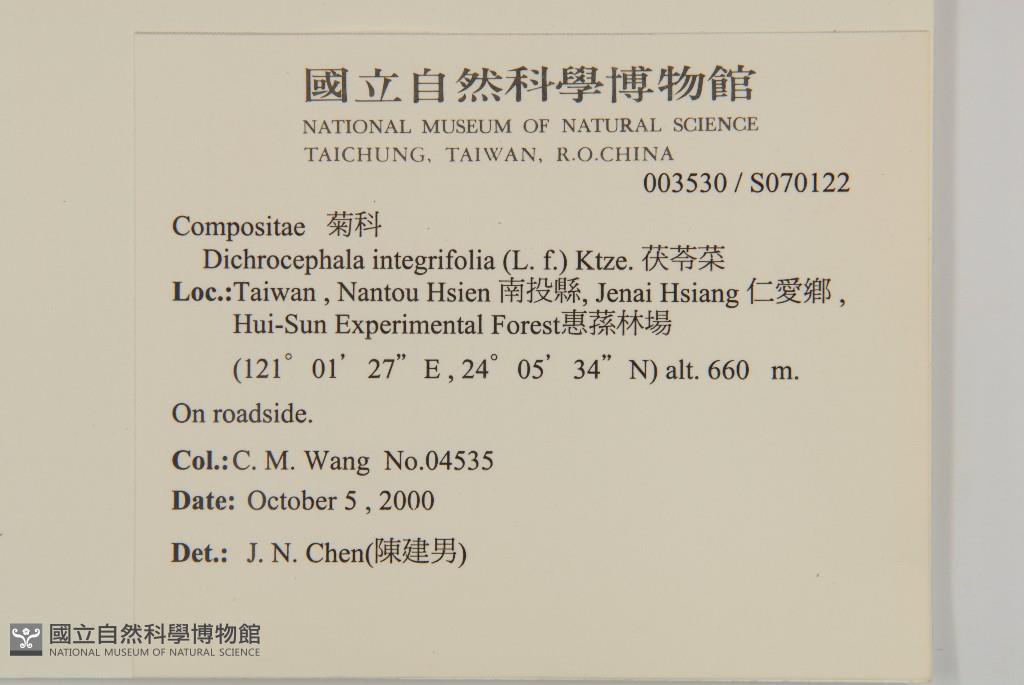 國立自然科學博物館
NATIONAL MUSEUM OF NATURAL SCIENCE
TAICHUNG, TAIWAN, R.O.CHINA
003530 / S070122
Compositae 菊科
Dichrocephala integrifolia (L. f.) Ktze. 茯苓菜
Loc.:Taiwan , Nantou Hsien 南投縣, Jenai Hsiang 仁愛鄉 ,
Hui-Sun Experimental Forest惠蓀林場
(121° 01’ 27” E , 24° 05’ 34” N) alt. 660 m.
On roadside.
Col.: C. M. Wang No.04535
Date: October 5 , 2000
Det.: J. N. Chen(陳建男)
國立自然科學博物館
NATIONAL MUSEUM OF NATURAL SCIENCE